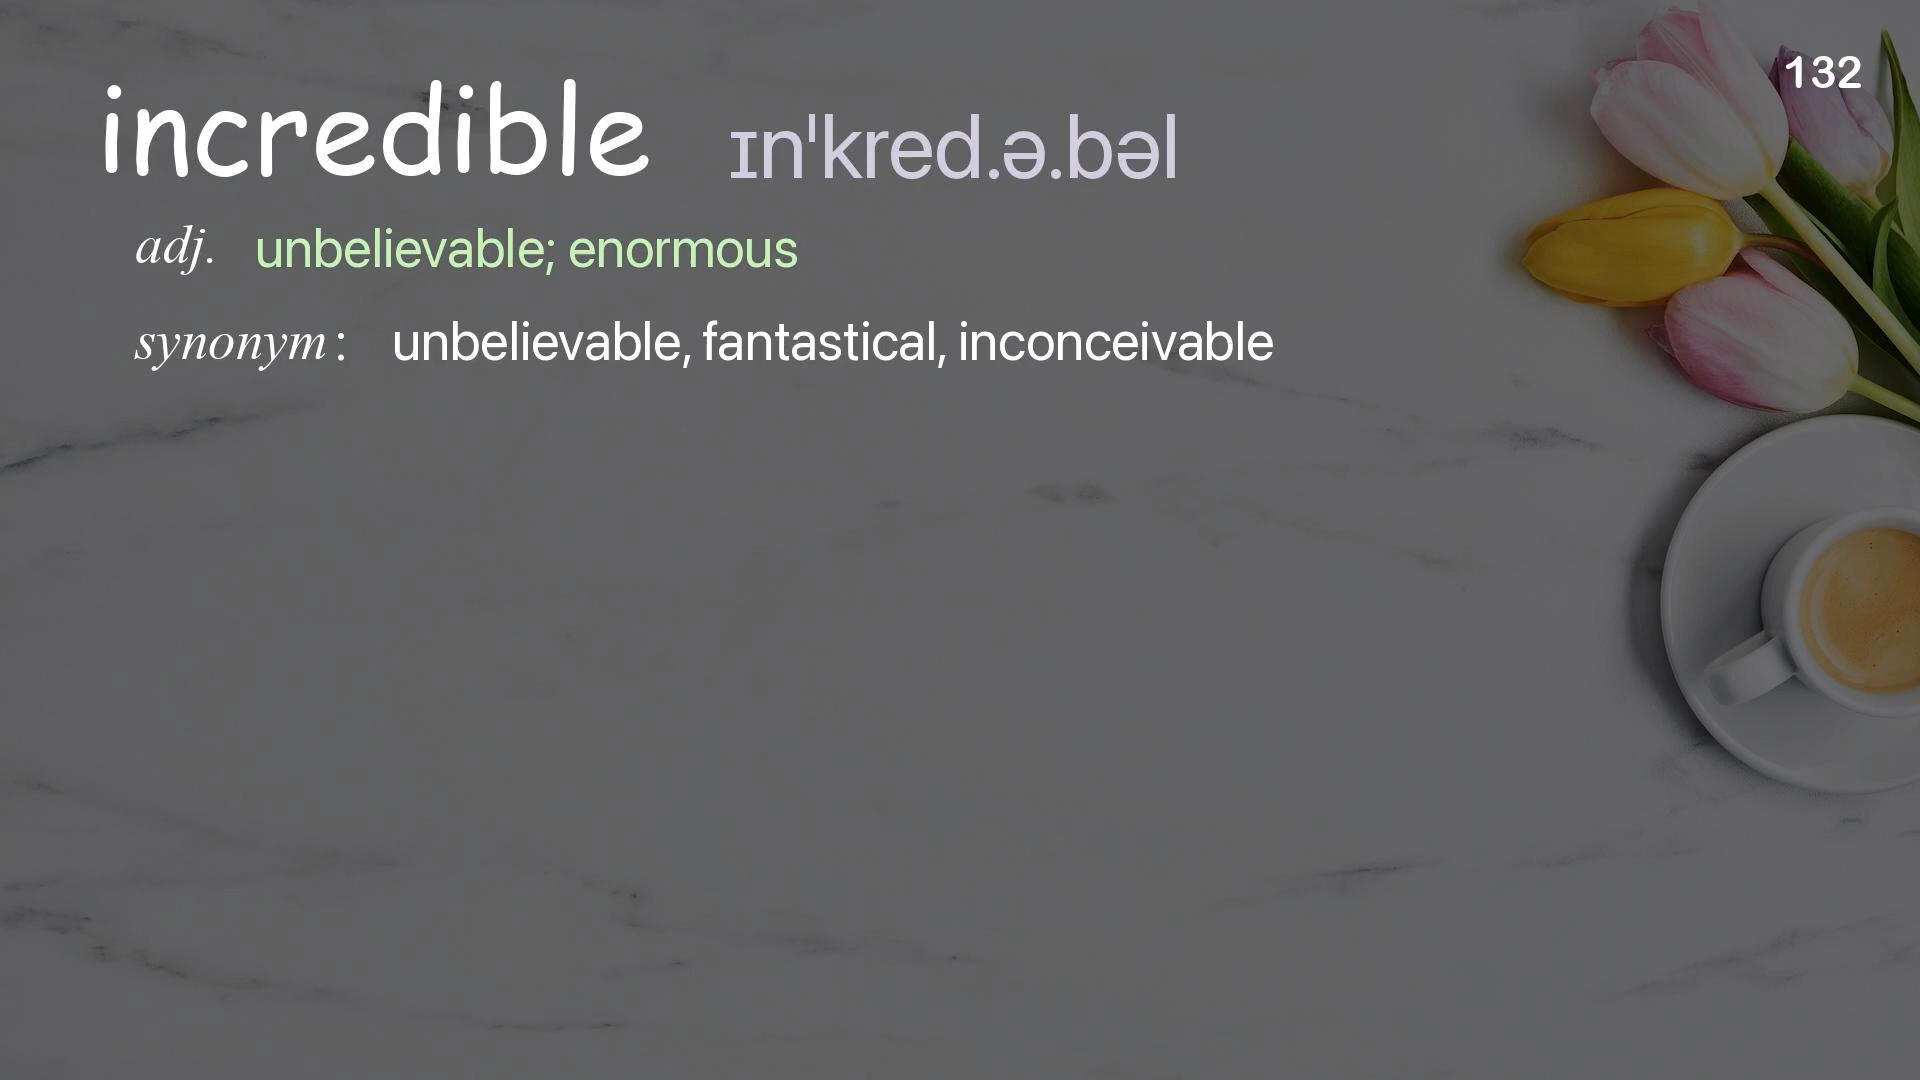 132
incredible ɪnˈkred.ə.bəl
adj. unbelievable; enormous
synonym : unbelievable, fantastical, inconceivable